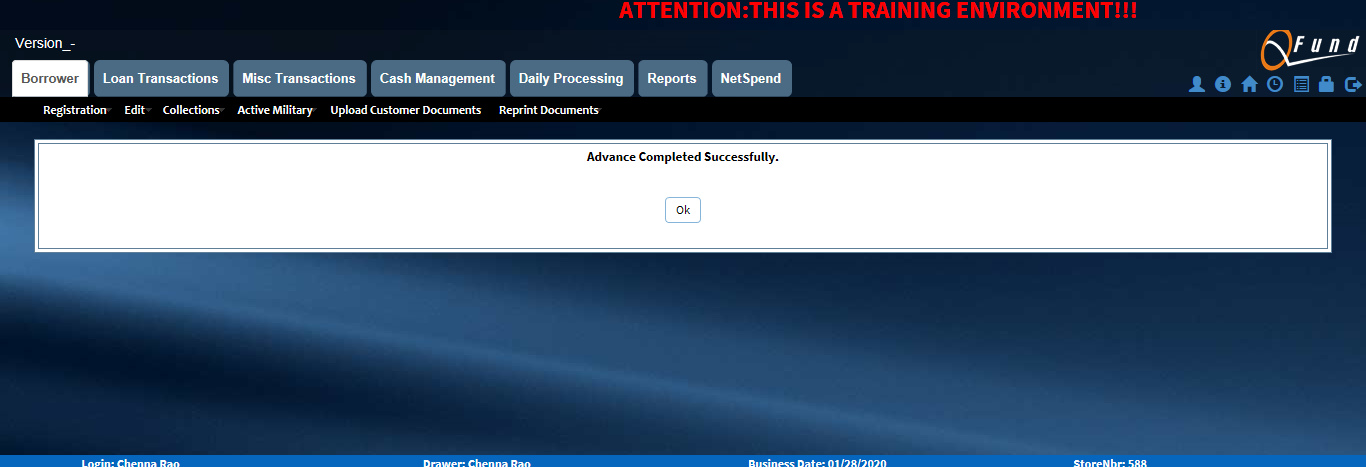 ATTENTION:THIS IS A TRAINING ENVIRONMENT!!!
Version_-
QFund
Borrower Loan Transactions Misc Transactions Cash Management Daily Processing Reports NetSpend
Registration Edit Collections Active Military Upload Customer Documents Reprint Documents
Advance Completed Successfully.
Ok
Login: Chenna Rao Drawer: Chenna Rao Business Date: 01/28/2020 StoreNbr: 588